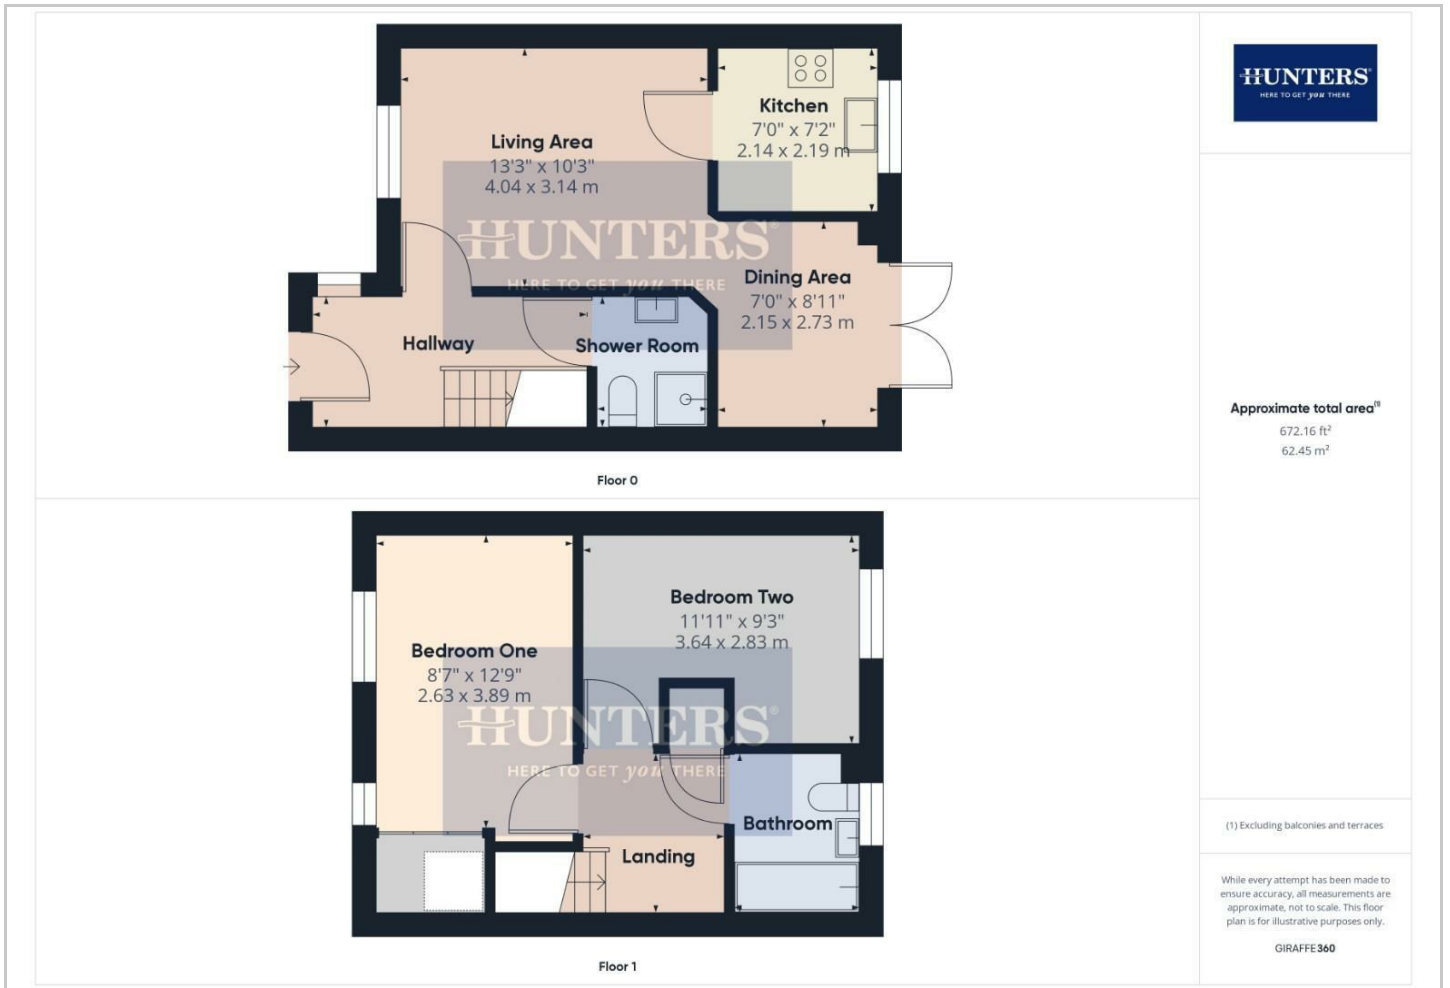 Kitchen
7'0" x 7'2"
2.14 x 2.19 m
Living Area
13'3" x 10'3"
4.04 x 3.14 m
HUNTERS®
HERE TO GET you THERE
Dining Area
7'0" x 8'11"
2.15 x 2.73 m
Hallway
Shower Room
Floor 0
Bedroom Two
11'11" x 9'3"
3.64 x 2.83 m
Bedroom One
8'7" x 12'9"
2.63 x 3.89 m
HUNTERS®
HERE TO GET you THERE
Bathroom
Landing
Floor 1
HUNTERS®
HERE TO GET you THERE
Approximate total area⁽¹⁾
672.16 ft²
62.45 m²
(1) Excluding balconies and terraces
While every attempt has been made to
ensure accuracy, all measurements are
approximate, not to scale. This floor
plan is for illustrative purposes only.
GIRAFFE360